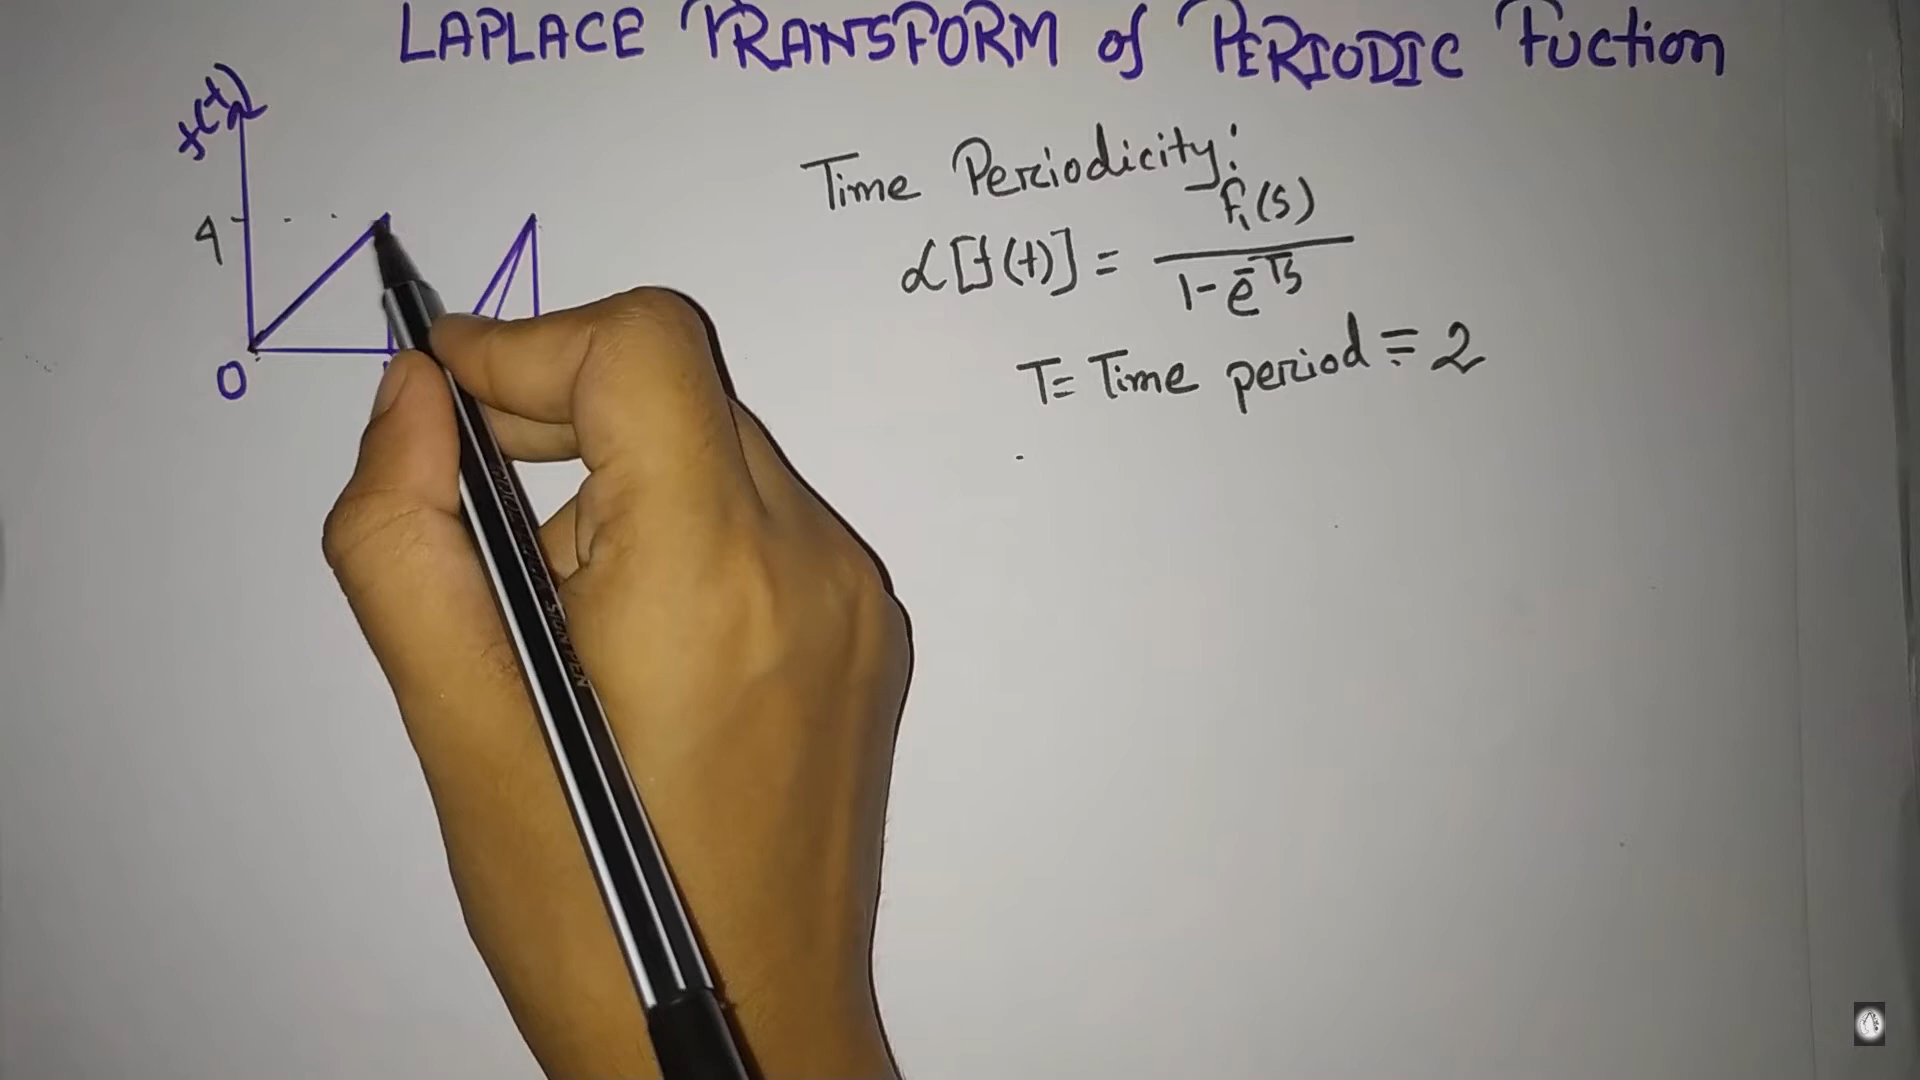 LAPLACE TRANSFORM of PERIODIC Fuction
f(t)
Time Periodicity:
4
L[f(t)] = F₁(s) / 1-e^-Ts
T= Time period = 2
0